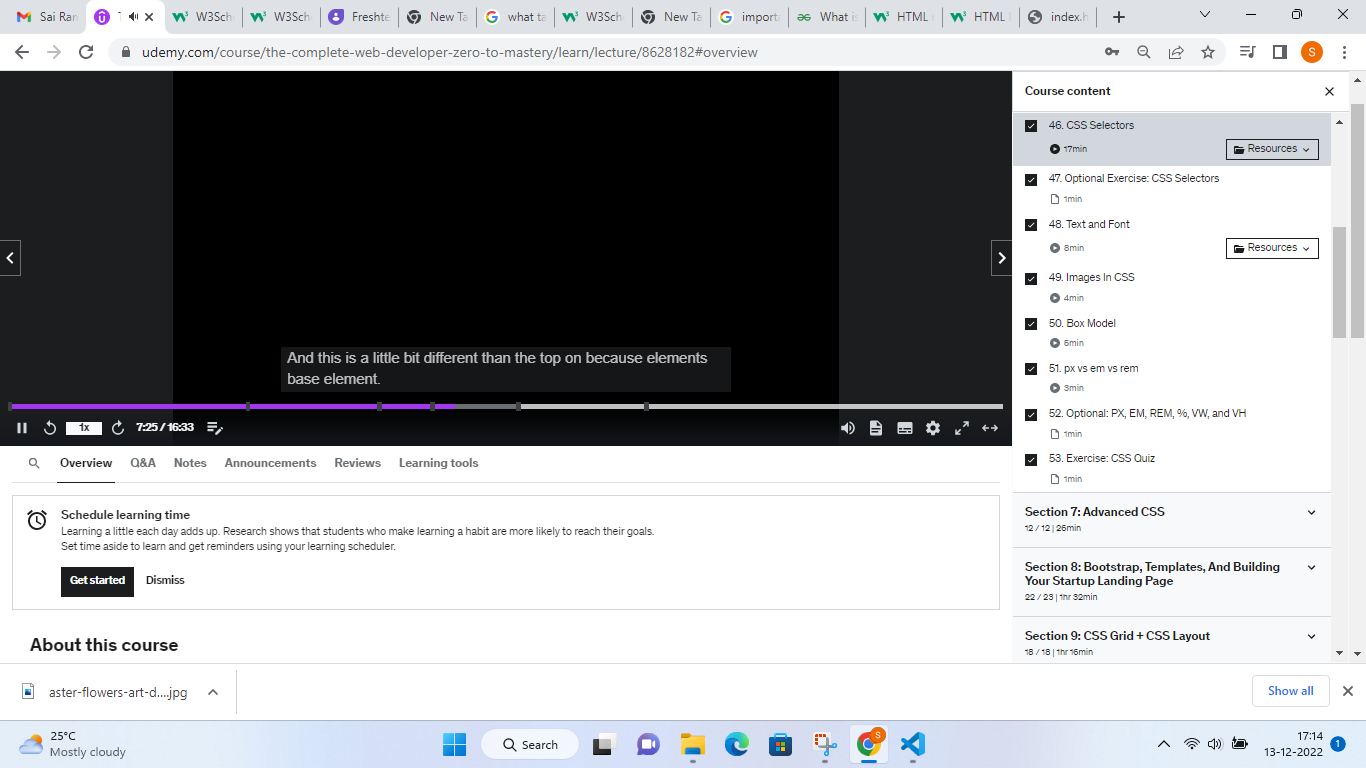 Sai Ran
T
W3Sch
W3Sch
Freshte
New Ta
what ta
W3Sch
New Ta
importa
What is
HTML
HTML
index.h
udemy.com/course/the-complete-web-developer-zero-to-mastery/learn/lecture/8628182#overview
S
And this is a little bit different than the top on because elements
base element.
1x
7:25 / 16:33
Overview
Q&A
Notes
Announcements
Reviews
Learning tools
Schedule learning time
Learning a little each day adds up. Research shows that students who make learning a habit are more likely to reach their goals.
Set time aside to learn and get reminders using your learning scheduler.
Get started
Dismiss
About this course
Course content
46. CSS Selectors
17min
Resources
47. Optional Exercise: CSS Selectors
1min
48. Text and Font
8min
Resources
49. Images In CSS
4min
50. Box Model
5min
51. px vs em vs rem
3min
52. Optional: PX, EM, REM, %, VW, and VH
1min
53. Exercise: CSS Quiz
1min
Section 7: Advanced CSS
12 / 12 | 26min
Section 8: Bootstrap, Templates, And Building
Your Startup Landing Page
22 / 23 | 1hr 32min
Section 9: CSS Grid + CSS Layout
18 / 18 | 1hr 16min
aster-flowers-art-d....jpg
Show all
25°C
Mostly cloudy
Search
S
17:14
13-12-2022
1